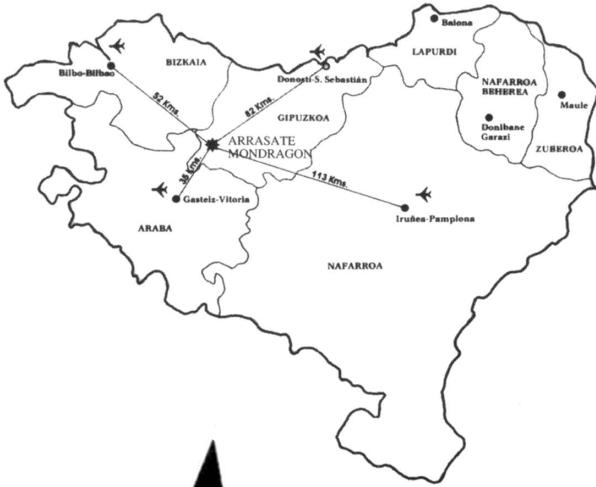 Baiona
LAPURDI
BIZKAIA
Bilbo-Bilbao
Donosti-S. Sebastián
NAFARROA
BEHEREA
Maule
52 Kms.
82 Kms.
GIPUZKOA
Donibane
Garazi
ZUBEROA
ARRASATE
MONDRAGON
35 Kms.
113 Kms.
Gasteiz-Vitoria
Iruñea-Pamplona
ARABA
NAFARROA